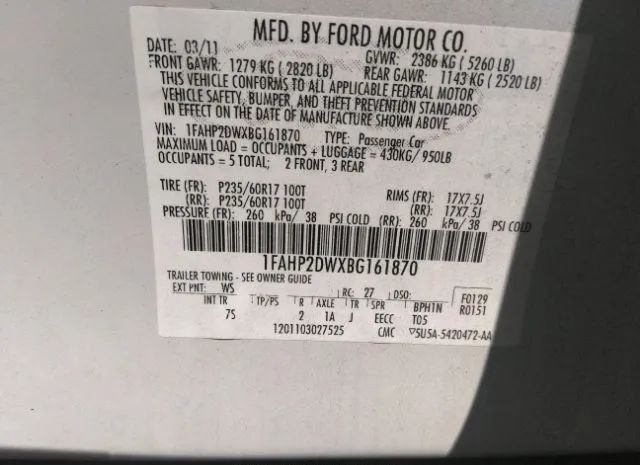 MFD. BY FORD MOTOR CO.
DATE: 03/11 GVWR: 2386 KG ( 5260 LB)
FRONT GAWR: 1279 KG ( 2820 LB) REAR GAWR: 1143 KG ( 2520 LB)
THIS VEHICLE CONFORMS TO ALL APPLICABLE FEDERAL MOTOR
VEHICLE SAFETY, BUMPER, AND THEFT PREVENTION STANDARDS
IN EFFECT ON THE DATE OF MANUFACTURE SHOWN ABOVE.
VIN: 1FAHP2DWXBG161870 TYPE: Passenger Car
MAXIMUM LOAD = OCCUPANTS + LUGGAGE = 430KG/ 950LB
OCCUPANTS = 5 TOTAL; 2 FRONT, 3 REAR
TIRE (FR): P235/60R17 100T RIMS (FR): 17X7.5J
(RR): P235/60R17 100T (RR): 17X7.5J
PRESSURE (FR): 260 kPa/ 38 PSI COLD (RR): 260 kPa/ 38 PSI COLD
1FAHP2DWXBG161870
TRAILER TOWING - SEE OWNER GUIDE
EXT PNT: WS RC: 27 DSO: F0129
INT TR TP/PS R AXLE TR SPR BPH1N R0151
7S 2 1A J EECC T05
1201103027525 CMC 5U5A-5420472-AA